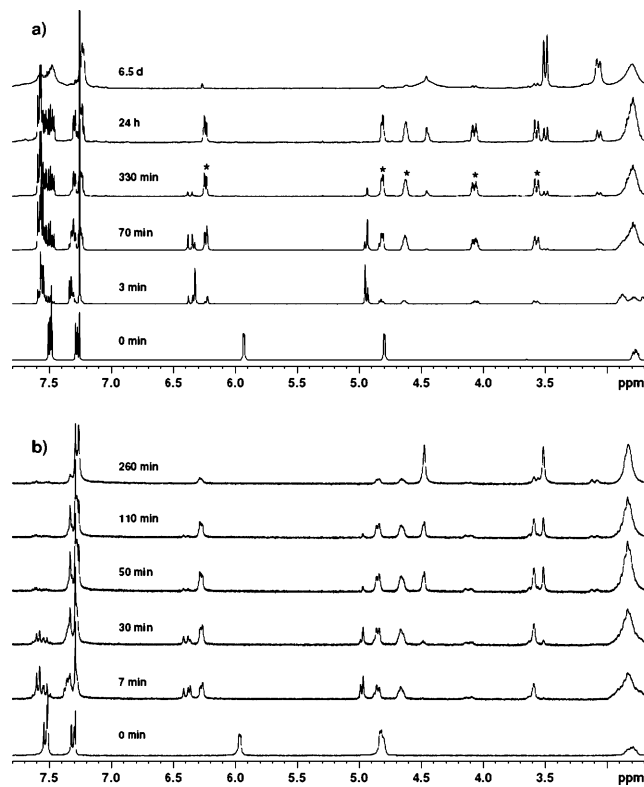 a)
6.5 d
24 h
330 min
* * * * *
70 min
3 min
0 min
7.5 7.0 6.5 6.0 5.5 5.0 4.5 4.0 3.5 ppm
b)
260 min
110 min
50 min
30 min
7 min
0 min
7.5 7.0 6.5 6.0 5.5 5.0 4.5 4.0 3.5 ppm